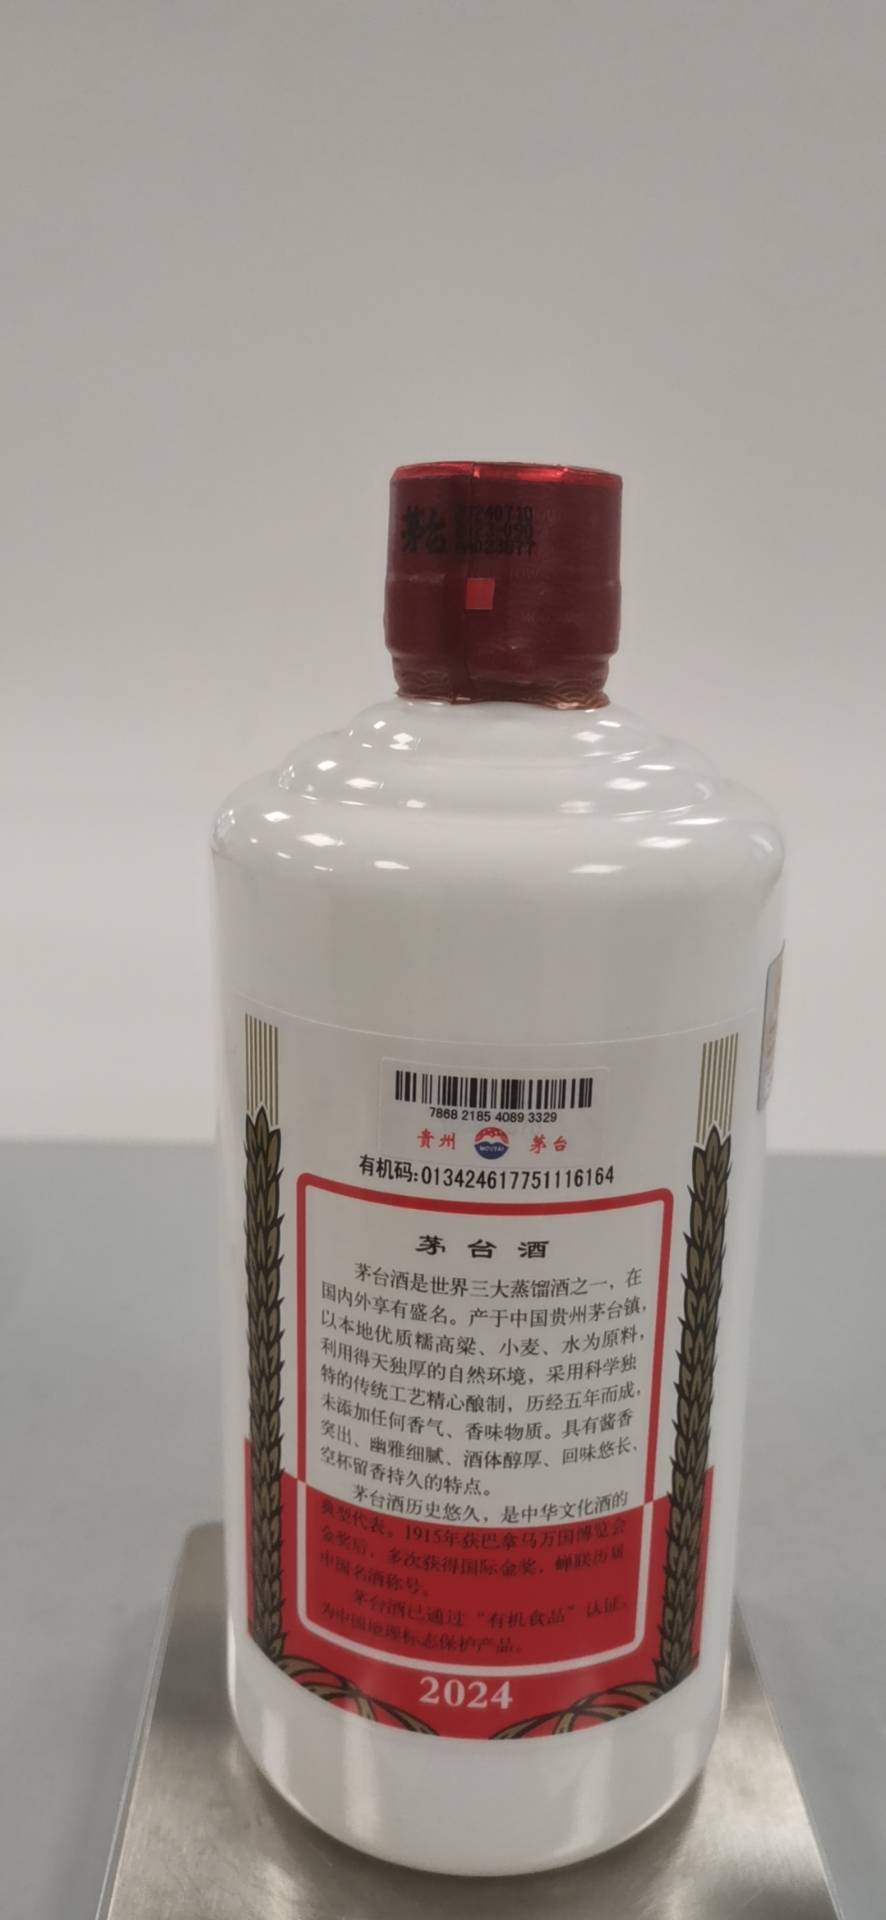 茅台
7868 2185 4089 3329
贵州 MOUTAI 茅台
有机码:013424617751116164
茅台酒
茅台酒是世界三大蒸馏酒之一，在
国内外享有盛名。产于中国贵州茅台镇，
以本地优质糯高粱、小麦、水为原料，
利用得天独厚的自然环境，采用科学独
特的传统工艺精心酿制，历经五年而成，
未添加任何香气、香味物质。具有酱香
突出、幽雅细腻、酒体醇厚、回味悠长、
空杯留香持久的特点。
茅台酒历史悠久，是中华文化酒的
典型代表。1915年获巴拿马万国博览会
金奖后，多次获得国际金奖，蝉联历届
中国名酒称号。
茅台酒已通过“有机食品”认证、
为中国地理标志保护产品。
2024